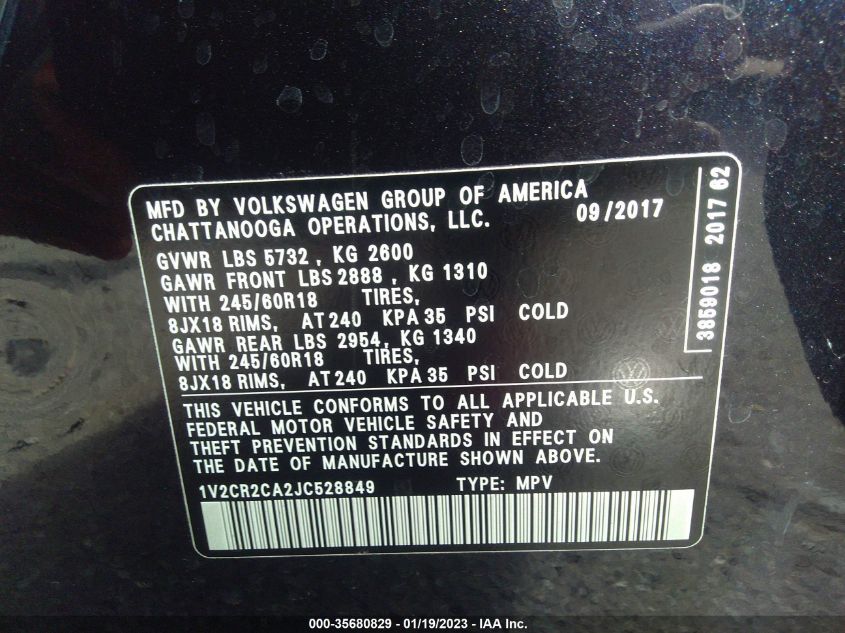 MFD BY VOLKSWAGEN GROUP OF AMERICA
CHATTANOOGA OPERATIONS, LLC. 09/2017
GVWR LBS 5732, KG 2600
GAWR FRONT LBS 2888, KG 1310
WITH 245/60R18 TIRES,
8JX18 RIMS, AT 240 KPA 35 PSI COLD
GAWR REAR LBS 2954, KG 1340
WITH 245/60R18 TIRES,
8JX18 RIMS, AT 240 KPA 35 PSI COLD
THIS VEHICLE CONFORMS TO ALL APPLICABLE U.S.
FEDERAL MOTOR VEHICLE SAFETY AND
THEFT PREVENTION STANDARDS IN EFFECT ON
THE DATE OF MANUFACTURE SHOWN ABOVE.
1V2CR2CA2JC528849 TYPE: MPV
3859018 2017 62
000-35680829 - 01/19/2023 - IAA Inc.